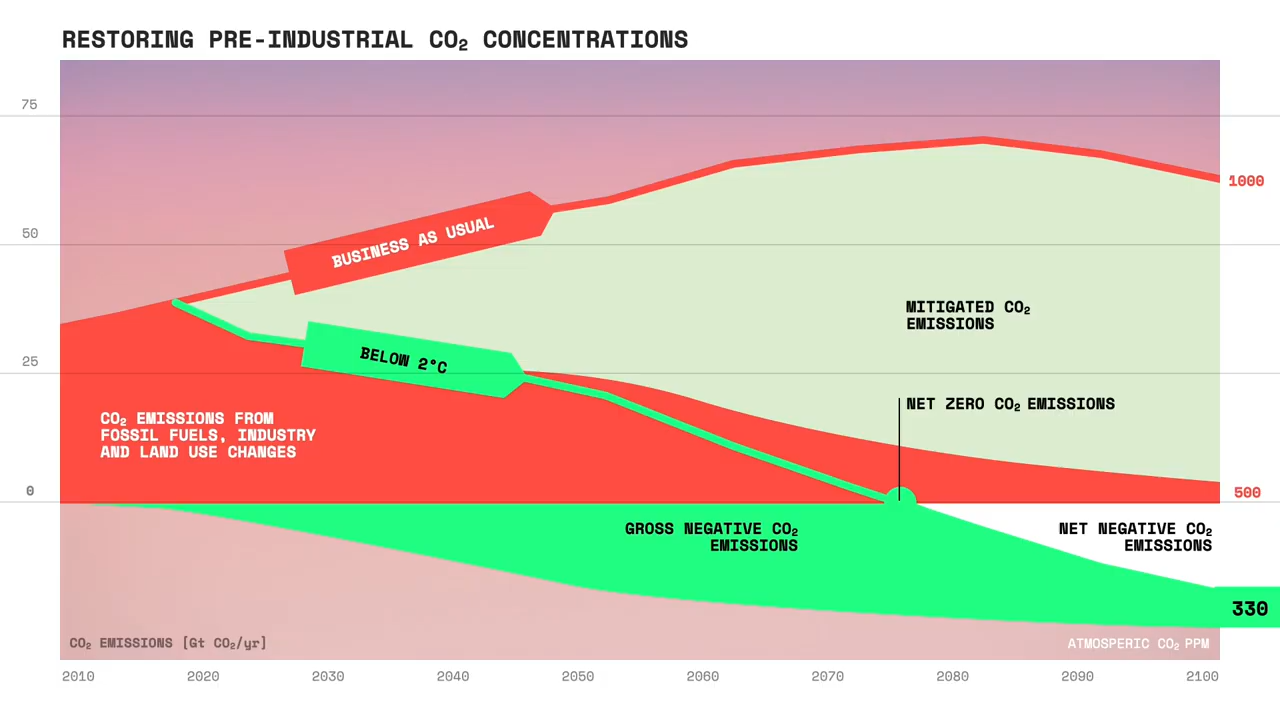 RESTORING PRE-INDUSTRIAL CO₂ CONCENTRATIONS
75
1000
50
BUSINESS AS USUAL
MITIGATED CO₂
EMISSIONS
25
BELOW 2°C
NET ZERO CO₂ EMISSIONS
CO₂ EMISSIONS FROM
FOSSIL FUELS, INDUSTRY
AND LAND USE CHANGES
0
500
GROSS NEGATIVE CO₂
EMISSIONS
NET NEGATIVE CO₂
EMISSIONS
330
CO₂ EMISSIONS [Gt CO₂/yr]
ATMOSPERIC CO₂ PPM
2010 2020 2030 2040 2050 2060 2070 2080 2090 2100